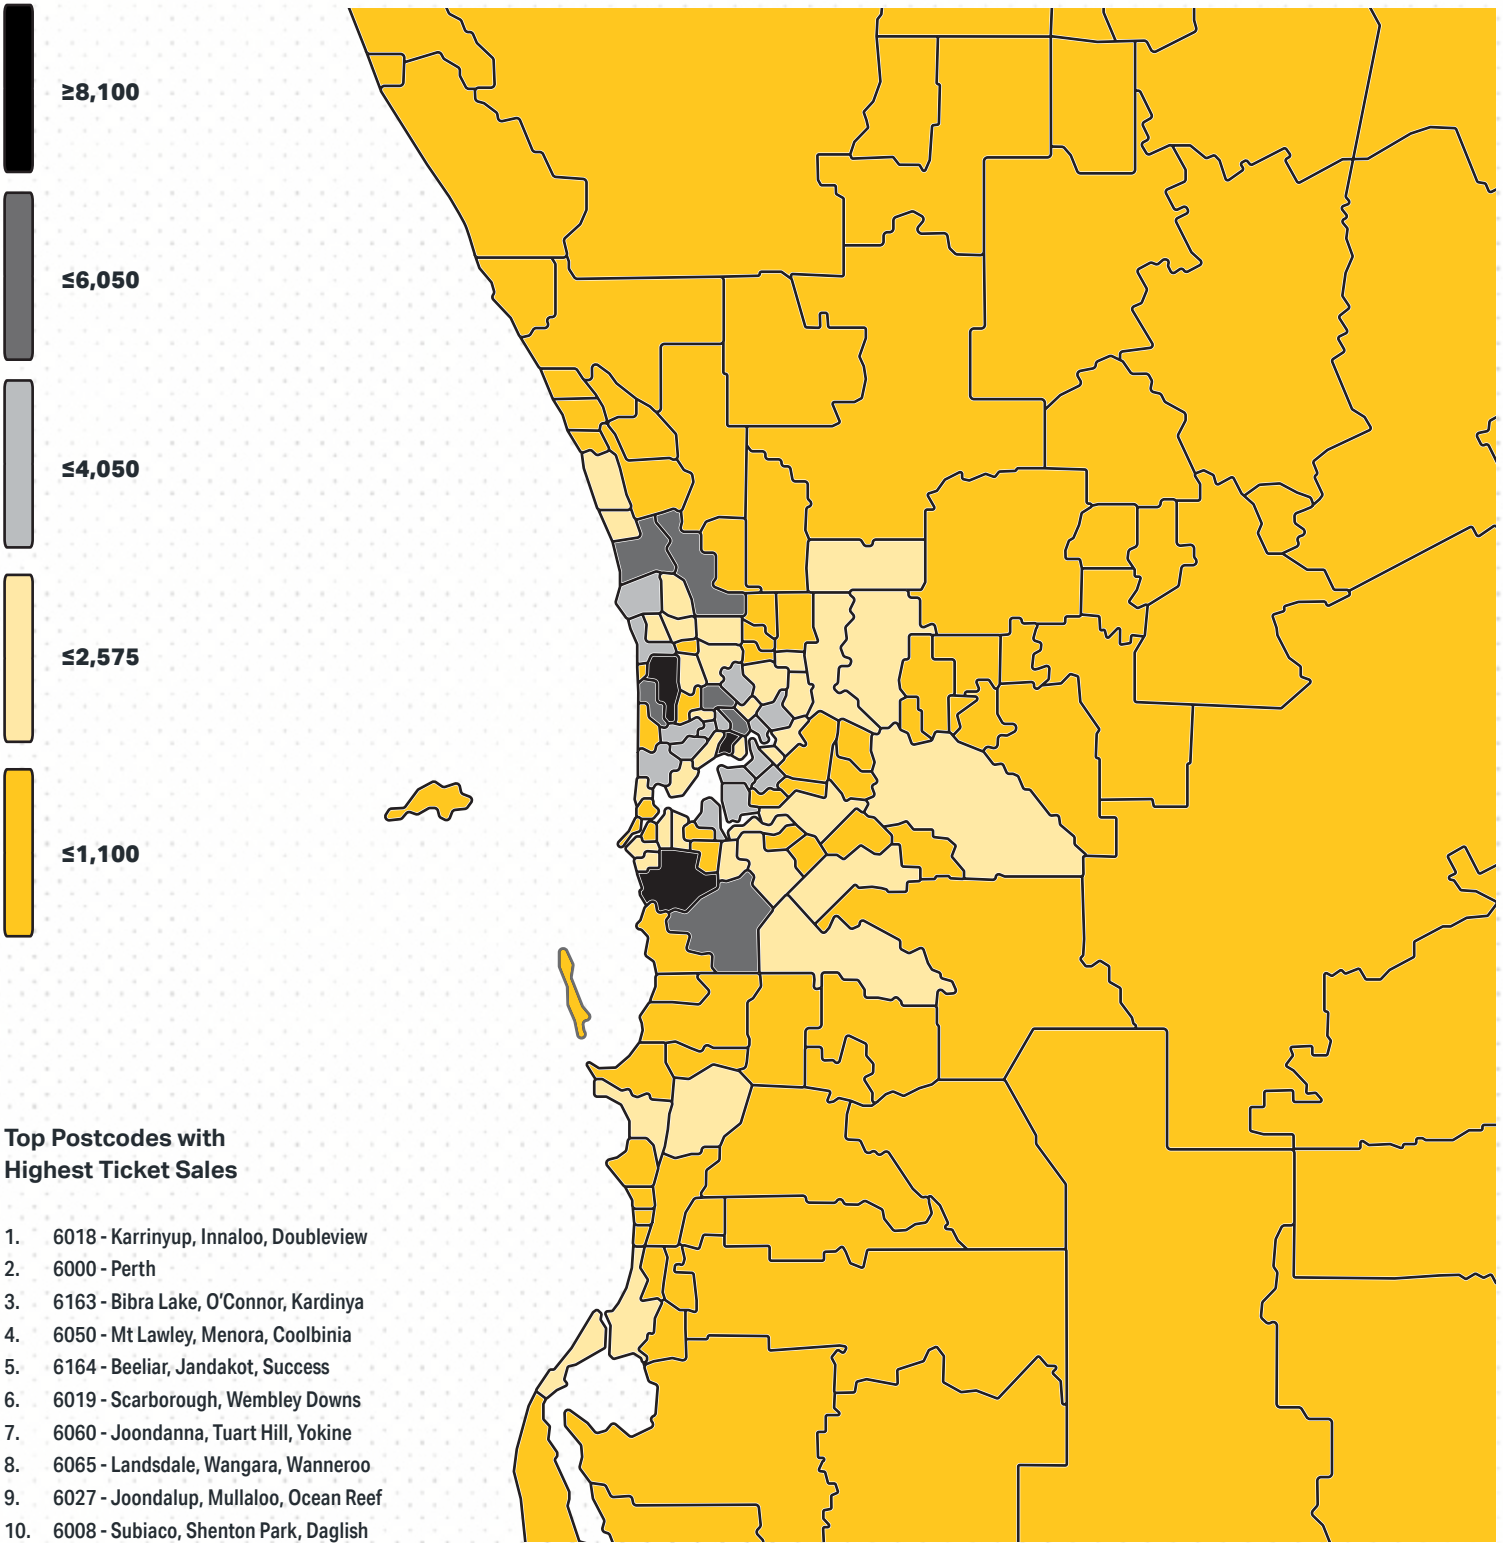 ≥8,100
≤6,050
≤4,050
≤2,575
≤1,100
Top Postcodes with
Highest Ticket Sales
1. 6018 - Karrinyup, Innaloo, Doubleview
2. 6000 - Perth
3. 6163 - Bibra Lake, O'Connor, Kardinya
4. 6050 - Mt Lawley, Menora, Coolbinia
5. 6164 - Beeliar, Jandakot, Success
6. 6019 - Scarborough, Wembley Downs
7. 6060 - Joondanna, Tuart Hill, Yokine
8. 6065 - Landsdale, Wangara, Wanneroo
9. 6027 - Joondalup, Mullaloo, Ocean Reef
10. 6008 - Subiaco, Shenton Park, Daglish